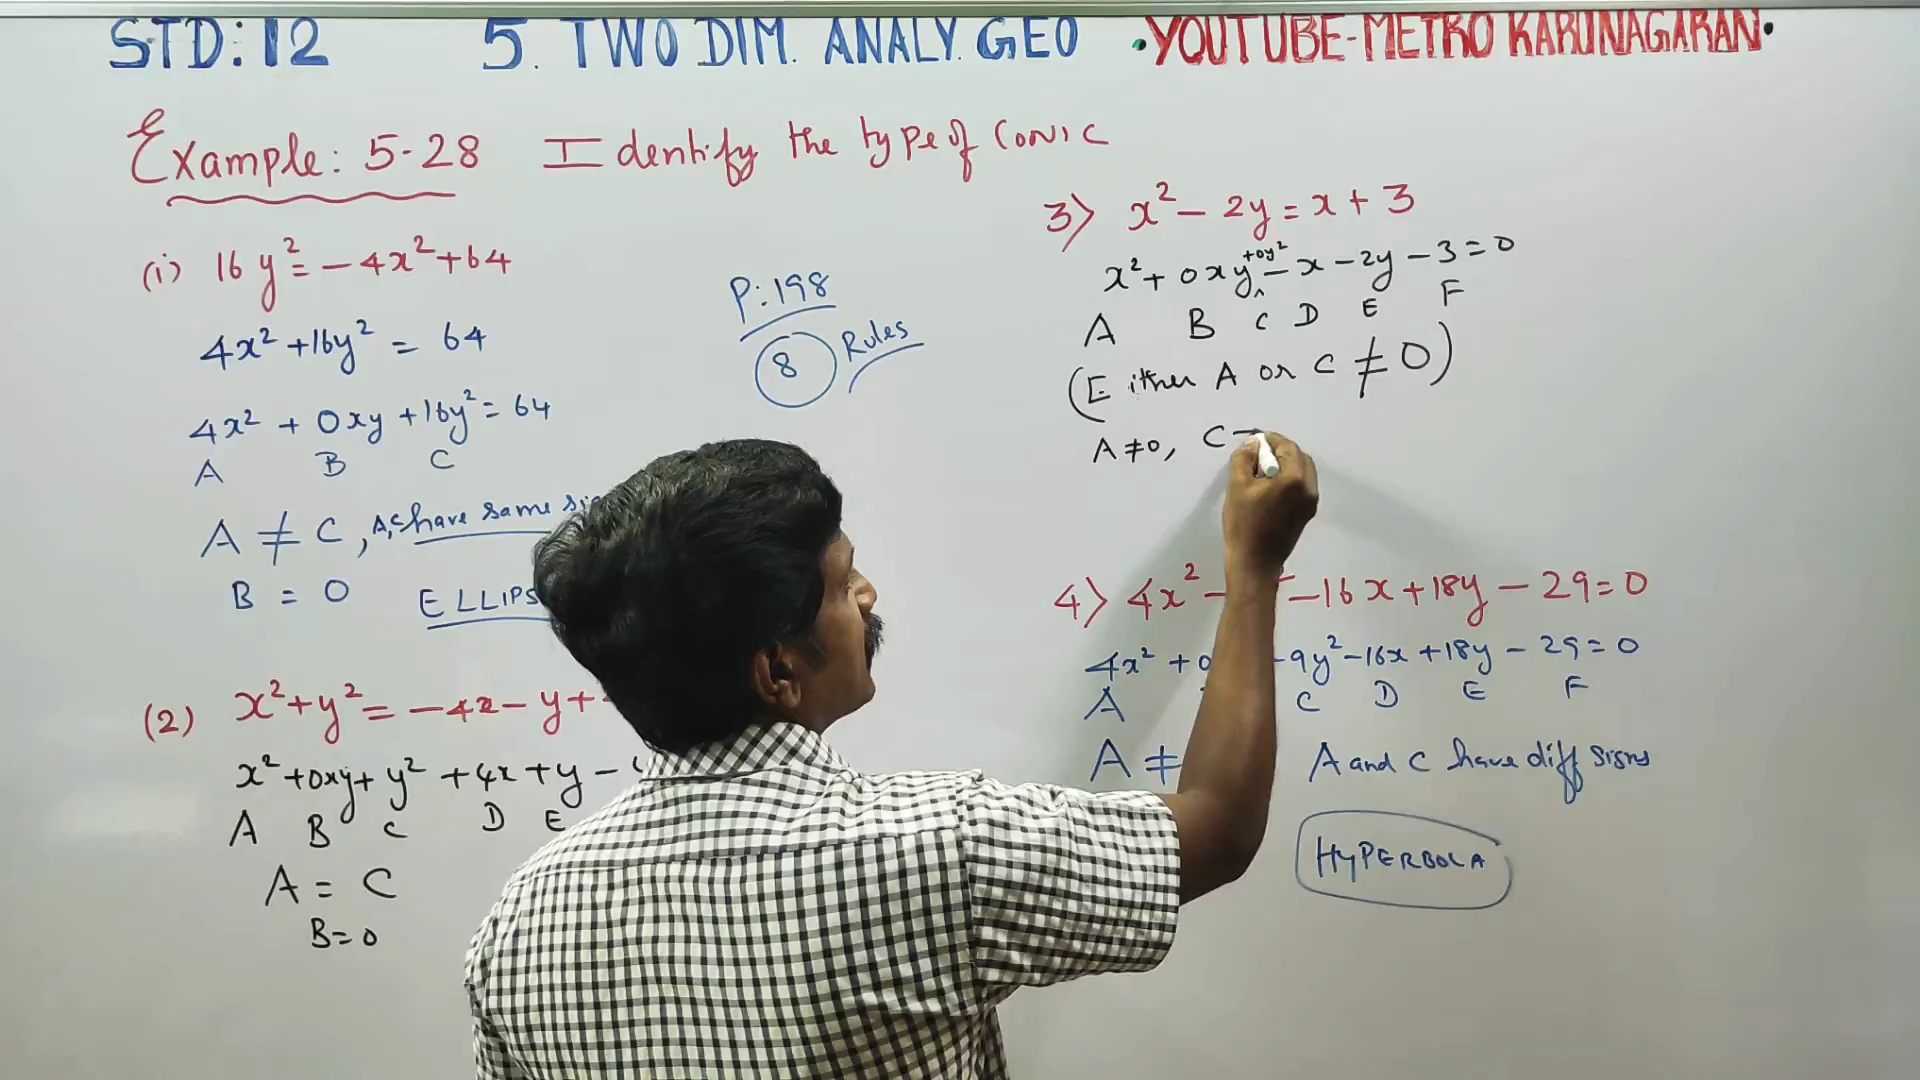 STD: 12 5. TWO DIM. ANALY. GEO • YOUTUBE-METRO KARUNAGARAN •
Example: 5-28 Identify the type of Conic
(i) 16y² = -4x² + 64
4x² + 16y² = 64
4x² + 0xy + 16y² = 64
A B C
A ≠ C, A,C have same
B = 0
P: 198
8 Rules
(2) x² + y² = -4x - y +
x² + 0xy + y² + 4x + y -
A B C D E
A = C
B = 0
3) x² - 2y = x + 3
+0y²
x² + 0xy - x - 2y - 3 = 0
^
A B C D E F
(Either A or C ≠ 0)
A ≠ 0, C
4) 4x² - -16x + 18y - 29 = 0
4x² + 0 -9y² - 16x + 18y - 29 = 0
A C D E F
A ≠ A and C have diff signs
HYPERBOLA